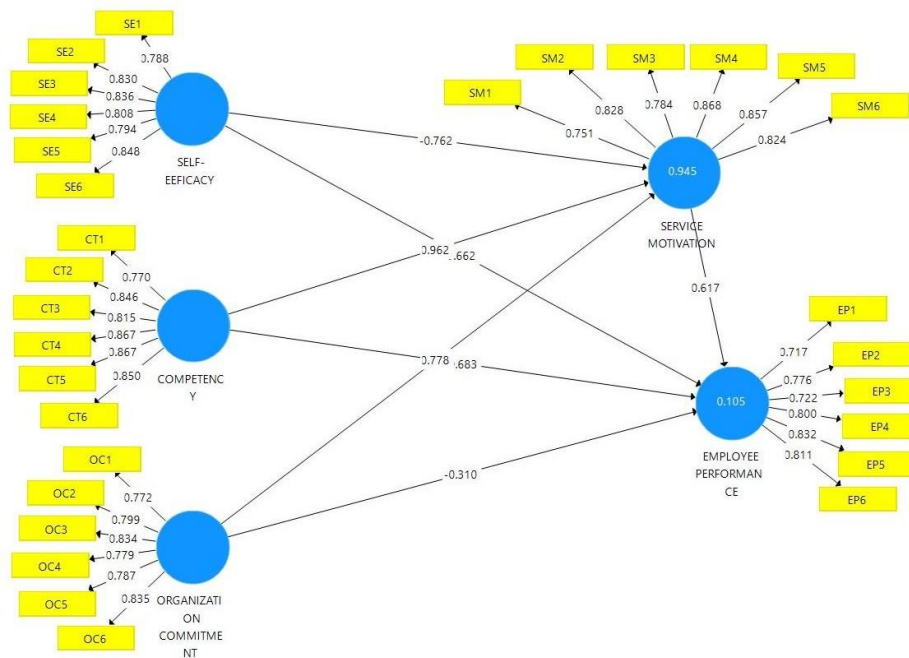 SE1
SE2
SE3
SE4
SE5
SE6
0.788
0.830
0.836
0.808
0.794
0.848
SELF-
EEFICACY
CT1
CT2
CT3
CT4
CT5
CT6
0.770
0.846
0.815
0.867
0.867
0.850
COMPETENC
Y
OC1
OC2
OC3
OC4
OC5
OC6
0.772
0.799
0.834
0.779
0.787
0.835
ORGANIZATI
ON
COMMITME
NT
-0.762
0.962
.662
0.778
.683
-0.310
0.617
SM1
SM2
SM3
SM4
SM5
SM6
0.751
0.828
0.784
0.868
0.857
0.824
0.945
SERVICE
MOTIVATION
EP1
EP2
EP3
EP4
EP5
EP6
0.717
0.776
0.722
0.800
0.832
0.811
0.105
EMPLOYEE
PERFORMAN
CE